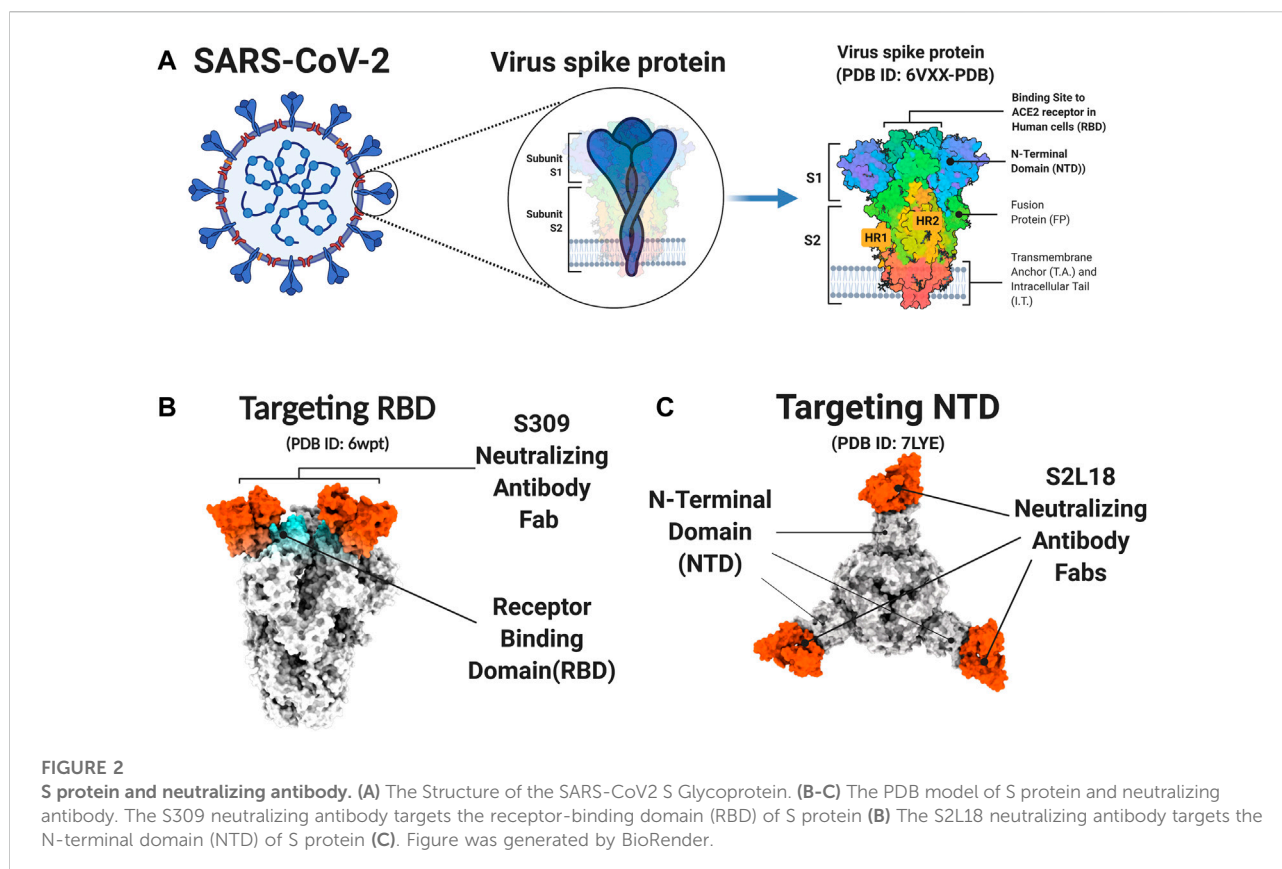 A SARS-CoV-2
Virus spike protein
Subunit
S1
Subunit
S2
Virus spike protein
(PDB ID: 6VXX-PDB)
Binding Site to
ACE2 receptor in
Human cells (RBD)
N-Terminal
Domain (NTD))
S1
Fusion
Protein (FP)
HR2
HR1
S2
Transmembrane
Anchor (T.A.) and
Intracellular Tail
(I.T.)
B Targeting RBD
(PDB ID: 6wpt)
S309
Neutralizing
Antibody
Fab
Receptor
Binding
Domain(RBD)
C Targeting NTD
(PDB ID: 7LYE)
N-Terminal
Domain
(NTD)
S2L18
Neutralizing
Antibody
Fabs
FIGURE 2
S protein and neutralizing antibody. (A) The Structure of the SARS-CoV2 S Glycoprotein. (B-C) The PDB model of S protein and neutralizing
antibody. The S309 neutralizing antibody targets the receptor-binding domain (RBD) of S protein (B) The S2L18 neutralizing antibody targets the
N-terminal domain (NTD) of S protein (C). Figure was generated by BioRender.